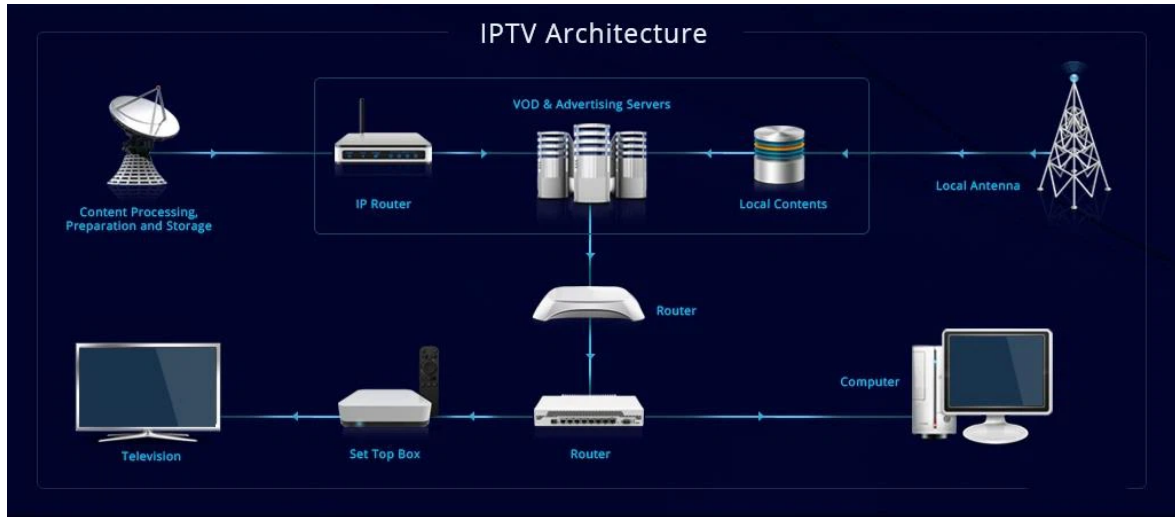 IPTV Architecture
VOD & Advertising Servers
IP Router
Local Contents
Local Antenna
Content Processing,
Preparation and Storage
Router
Computer
Television
Set Top Box
Router